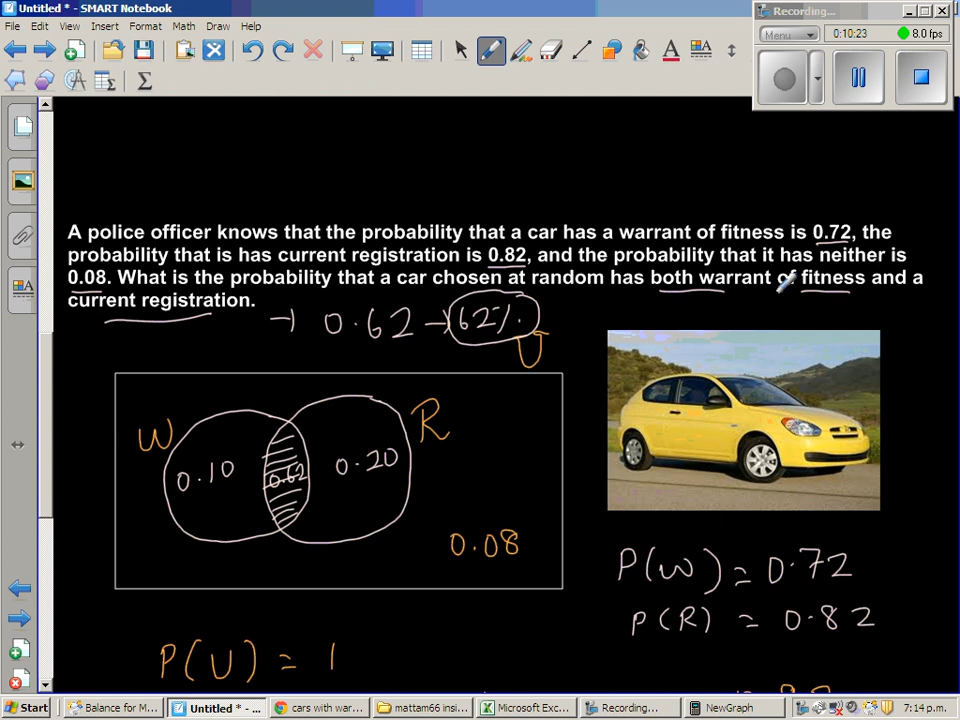 Untitled * - SMART Notebook
File Edit View Insert Format Math Draw Help
Recording...
Menu 0:10:23 8.0 fps
A police officer knows that the probability that a car has a warrant of fitness is 0.72, the
probability that is has current registration is 0.82, and the probability that it has neither is
0.08. What is the probability that a car chosen at random has both warrant of fitness and a
current registration.
→ 0.62 → 62%.
U
W R
0.10 0.62 0.20
0.08
P(W) = 0.72
P(R) = 0.82
P(U) = 1
Start Balance for M... Untitled * - ... cars with war... mattam66 insi... Microsoft Exc... Recording... NewGraph 7:14 p.m.